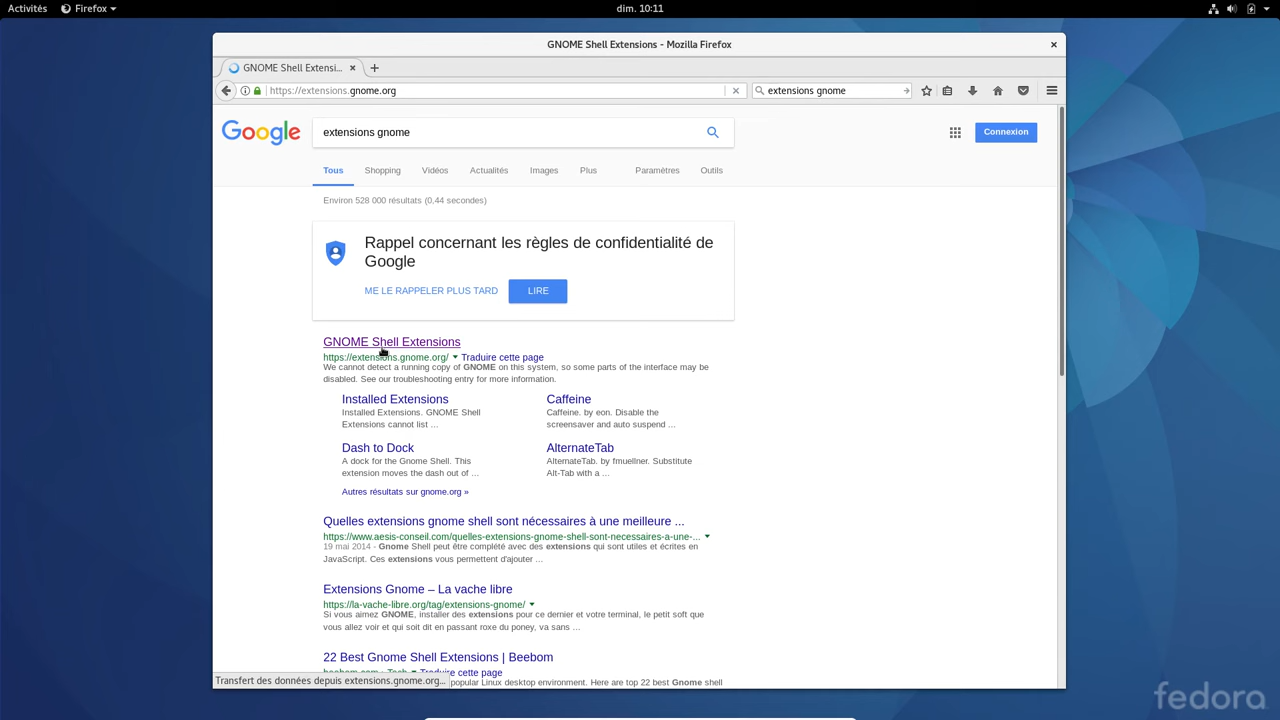 Activités Firefox dim. 10:11
GNOME Shell Extensions - Mozilla Firefox
GNOME Shell Extensi...
https://extensions.gnome.org extensions gnome
Google extensions gnome Connexion
Tous Shopping Vidéos Actualités Images Plus Paramètres Outils
Environ 528 000 résultats (0,44 secondes)
Rappel concernant les règles de confidentialité de
Google
ME LE RAPPELER PLUS TARD LIRE
GNOME Shell Extensions
https://extensions.gnome.org/ Traduire cette page
We cannot detect a running copy of GNOME on this system, so some parts of the interface may be
disabled. See our troubleshooting entry for more information.
Installed Extensions
Installed Extensions. GNOME Shell
Extensions cannot list ...
Caffeine
Caffeine. by eon. Disable the
screensaver and auto suspend ...
Dash to Dock
A dock for the Gnome Shell. This
extension moves the dash out of ...
AlternateTab
AlternateTab. by fmuellner. Substitute
Alt-Tab with a ...
Autres résultats sur gnome.org »
Quelles extensions gnome shell sont nécessaires à une meilleure ...
https://www.aesis-conseil.com/quelles-extensions-gnome-shell-sont-necessaires-a-une-...
19 mai 2014 - Gnome Shell peut être complété avec des extensions qui sont utiles et écrites en
JavaScript. Ces extensions vous permettent d'ajouter ...
Extensions Gnome – La vache libre
https://la-vache-libre.org/tag/extensions-gnome/
Si vous aimez GNOME, installer des extensions pour ce dernier et votre terminal, le petit soft que
vous allez voir et qui soit dit en passant roxe du poney, va sans ...
22 Best Gnome Shell Extensions | Beebom
Traduire cette page
Transfert des données depuis extensions.gnome.org... popular Linux desktop environment. Here are top 22 best Gnome shell
fedora